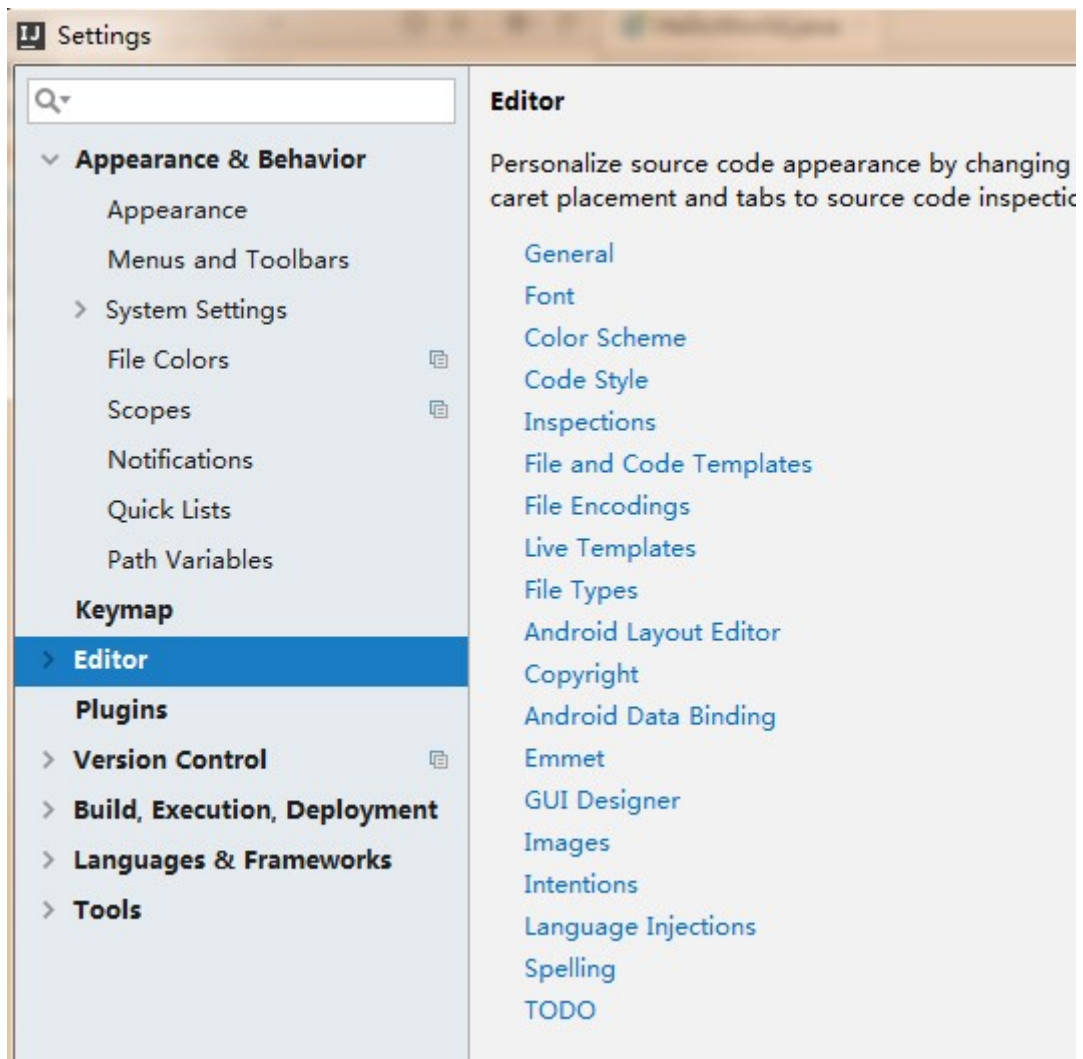 IJ Settings
Appearance & Behavior
Appearance
Menus and Toolbars
System Settings
File Colors
Scopes
Notifications
Quick Lists
Path Variables
Keymap
Editor
Plugins
Version Control
Build, Execution, Deployment
Languages & Frameworks
Tools
Editor
Personalize source code appearance by changing
caret placement and tabs to source code inspectio
General
Font
Color Scheme
Code Style
Inspections
File and Code Templates
File Encodings
Live Templates
File Types
Android Layout Editor
Copyright
Android Data Binding
Emmet
GUI Designer
Images
Intentions
Language Injections
Spelling
TODO